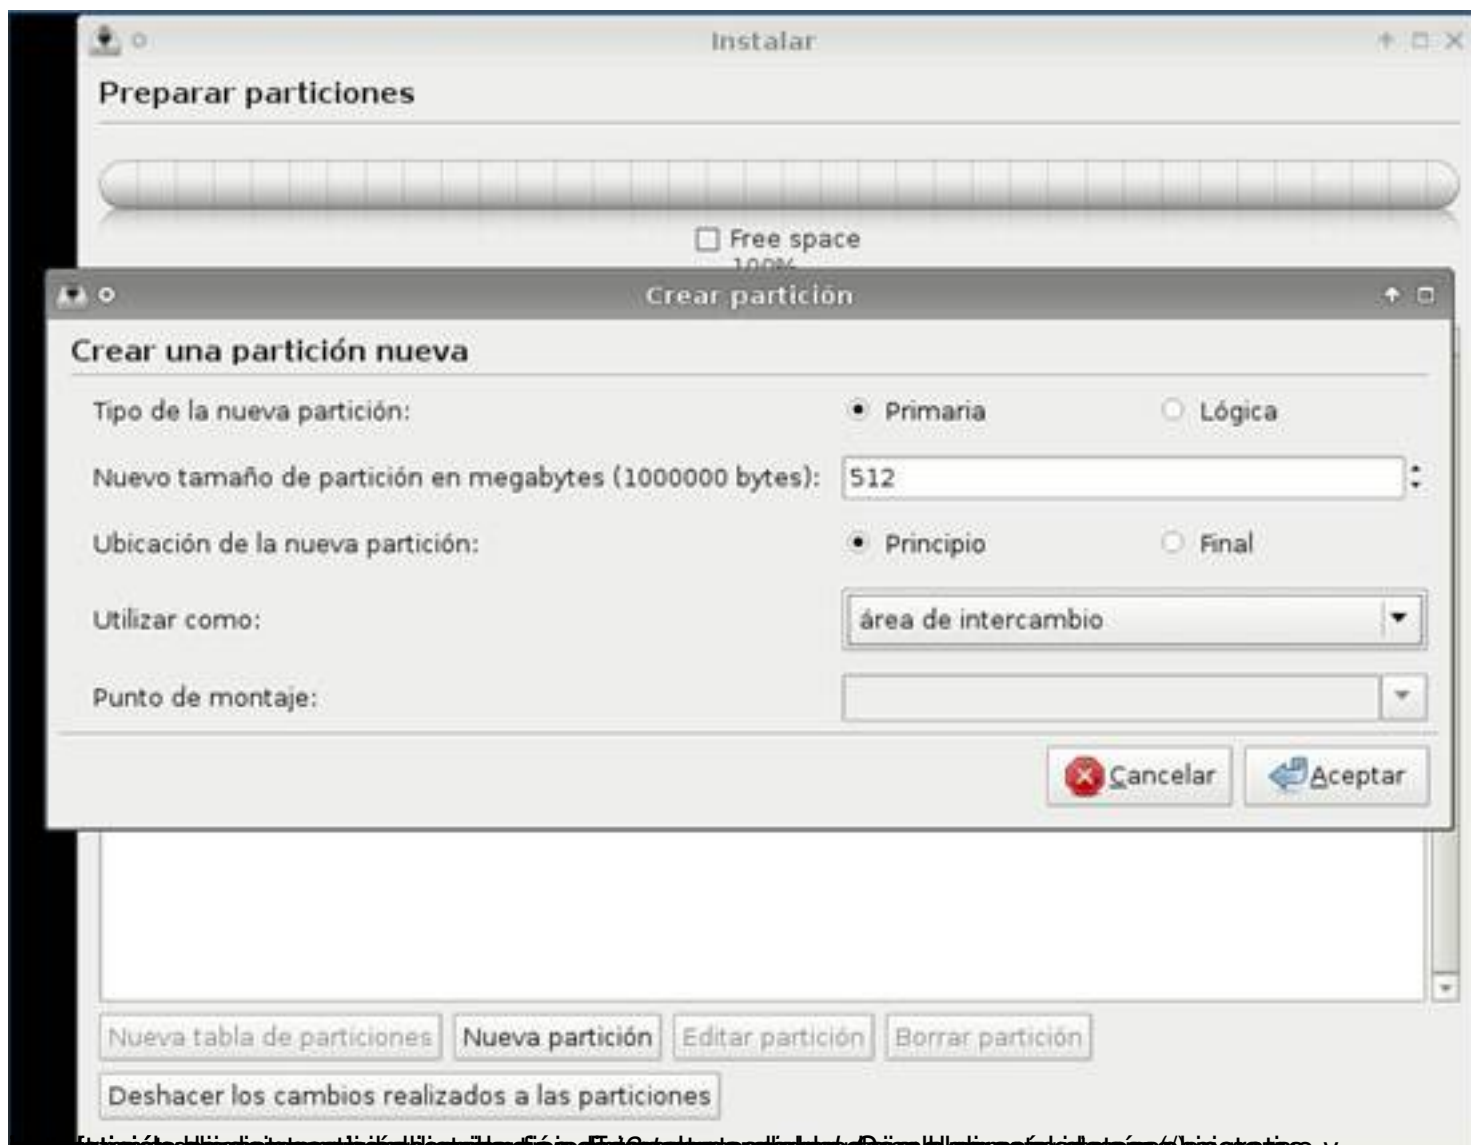 Instalar
Preparar particiones
Free space
100%
Crear partición
Crear una partición nueva
Tipo de la nueva partición: Primaria Lógica
Nuevo tamaño de partición en megabytes (1000000 bytes): 512
Ubicación de la nueva partición: Principio Final
Utilizar como: área de intercambio
Punto de montaje:
Cancelar Aceptar
Nueva tabla de particiones Nueva partición Editar partición Borrar partición
Deshacer los cambios realizados a las particiones